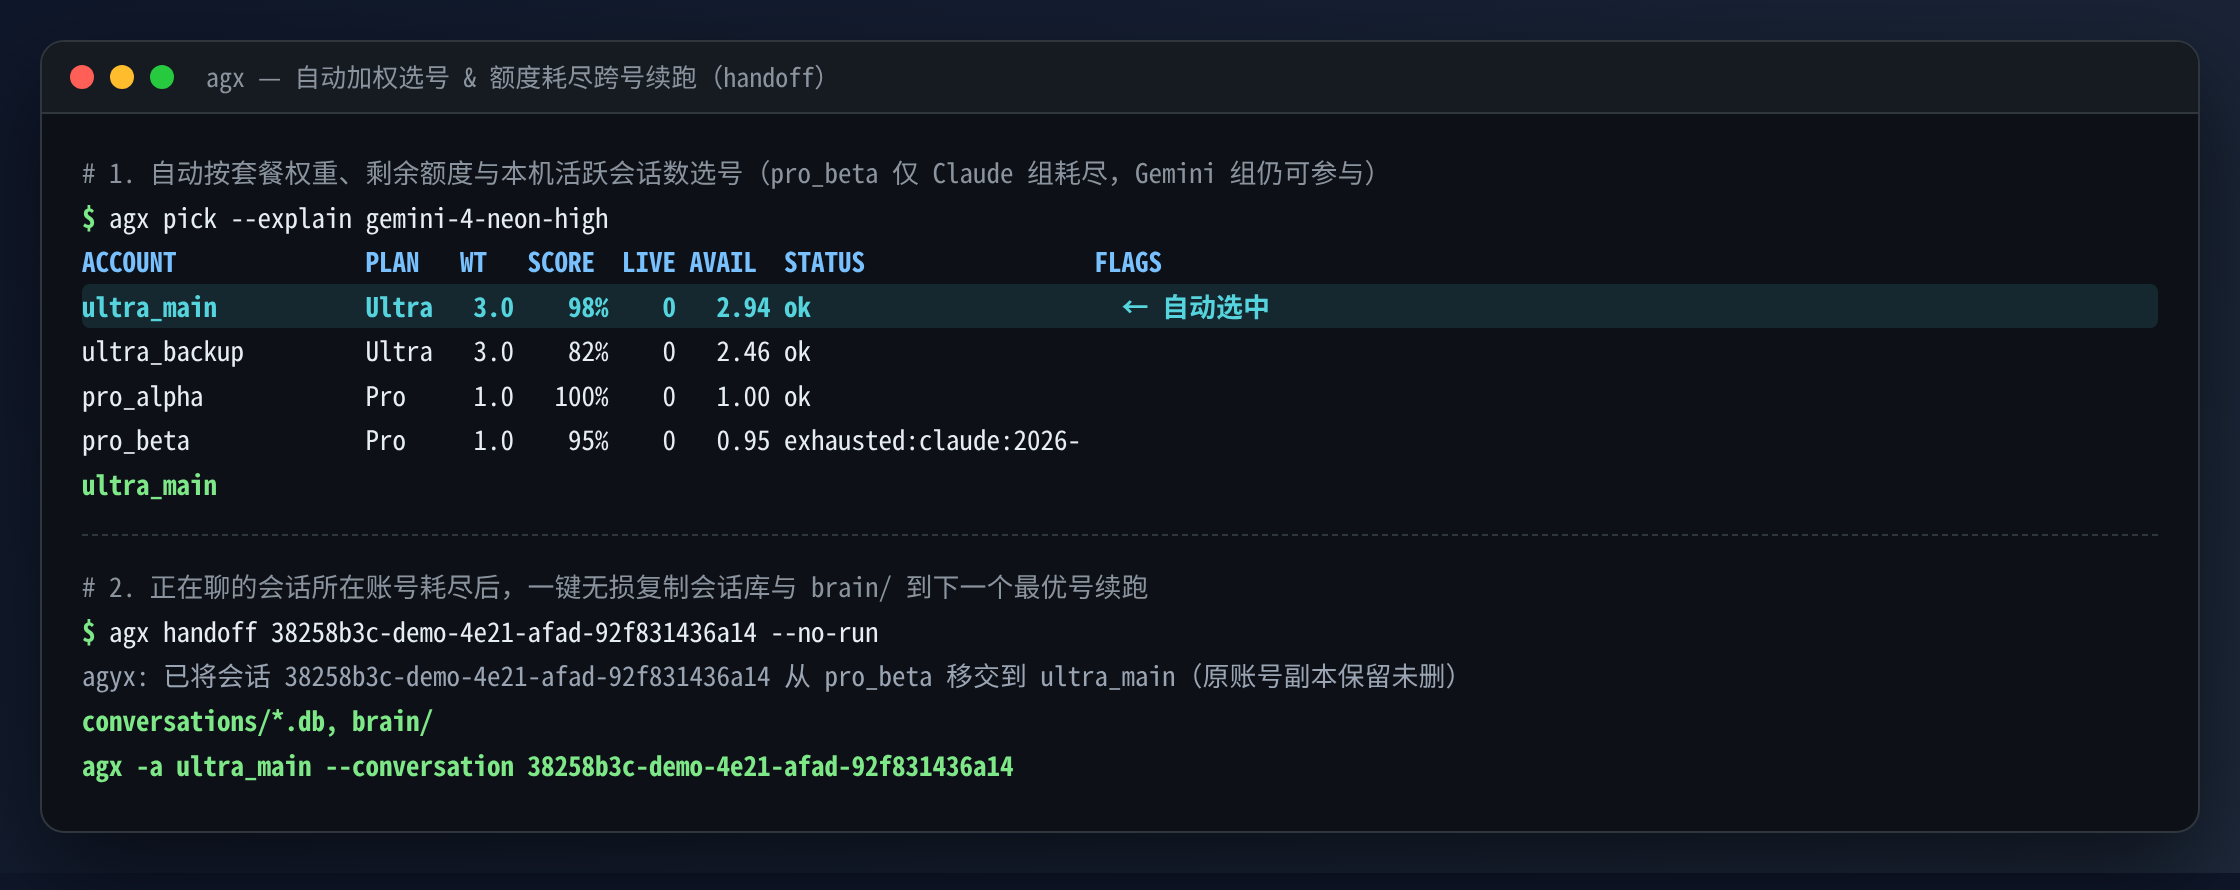 agx — 自动加权选号 & 额度耗尽跨号续跑（handoff）
# 1. 自动按套餐权重、剩余额度与本机活跃会话数选号（pro_beta 仅 Claude 组耗尽，Gemini 组仍可参与）
$ agx pick --explain gemini-4-neon-high
ACCOUNT PLAN WT SCORE LIVE AVAIL STATUS FLAGS
ultra_main Ultra 3.0 98% 0 2.94 ok ← 自动选中
ultra_backup Ultra 3.0 82% 0 2.46 ok
pro_alpha Pro 1.0 100% 0 1.00 ok
pro_beta Pro 1.0 95% 0 0.95 exhausted:claude:2026-
ultra_main
# 2. 正在聊的会话所在账号耗尽后，一键无损复制会话库与 brain/ 到下一个最优号续跑
$ agx handoff 38258b3c-demo-4e21-afad-92f831436a14 --no-run
agyx: 已将会话 38258b3c-demo-4e21-afad-92f831436a14 从 pro_beta 移交到 ultra_main（原账号副本保留未删）
conversations/*.db, brain/
agx -a ultra_main --conversation 38258b3c-demo-4e21-afad-92f831436a14